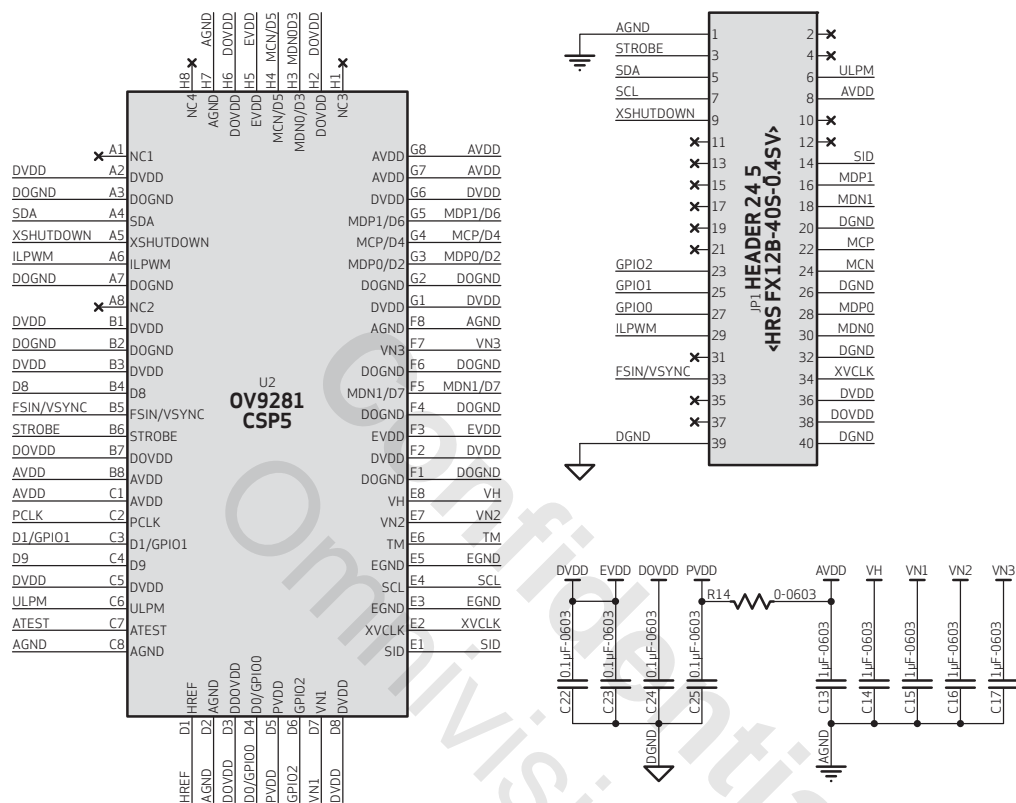 AGND
DOVDD
EVDD
MCN/D5
MDN0D3
DOVDD
H8
H7
H6
H5
H4
H3
H2
H1
NC4
AGND
DOVDD
EVDD
MCN/D5
MDN0/D3
DOVDD
NC3
A1 NC1
DVDD A2 DVDD
DOGND A3 DOGND
SDA A4 SDA
XSHUTDOWN A5 XSHUTDOWN
ILPWM A6 ILPWM
DOGND A7 DOGND
A8 NC2
DVDD B1 DVDD
DOGND B2 DOGND
DVDD B3 DVDD
D8 B4 D8
FSIN/VSYNC B5 FSIN/VSYNC
STROBE B6 STROBE
DOVDD B7 DOVDD
AVDD B8 AVDD
AVDD C1 AVDD
PCLK C2 PCLK
D1/GPIO1 C3 D1/GPIO1
D9 C4 D9
DVDD C5 DVDD
ULPM C6 ULPM
ATEST C7 ATEST
AGND C8 AGND
U2
OV9281
CSP5
AVDD G8 AVDD
AVDD G7 AVDD
DVDD G6 DVDD
MDP1/D6 G5 MDP1/D6
MCP/D4 G4 MCP/D4
MDP0/D2 G3 MDP0/D2
DOGND G2 DOGND
DVDD G1 DVDD
AGND F8 AGND
VN3 F7 VN3
DOGND F6 DOGND
MDN1/D7 F5 MDN1/D7
DOGND F4 DOGND
EVDD F3 EVDD
DVDD F2 DVDD
DOGND F1 DOGND
VH E8 VH
VN2 E7 VN2
TM E6 TM
EGND E5 EGND
SCL E4 SCL
EGND E3 EGND
XVCLK E2 XVCLK
SID E1 SID
HREF
AGND
DDOVDD
D0/GPIO0
PVDD
GPIO2
VN1
DVDD
D1
D2
D3
D4
D5
D6
D7
D8
HREF
AGND
DOVDD
D0/GPIO0
PVDD
GPIO2
VN1
DVDD
AGND 1
STROBE 3
SDA 5
SCL 7
XSHUTDOWN 9
11
13
15
17
19
21
GPIO2 23
GPIO1 25
GPIO0 27
ILPWM 29
31
FSIN/VSYNC 33
35
37
DGND 39
JP1 HEADER 24 5
<HRS FX12B-40S-0.4SV>
2
4
6 ULPM
8 AVDD
10
12
14 SID
16 MDP1
18 MDN1
20 DGND
22 MCP
24 MCN
26 DGND
28 MDP0
30 MDN0
32 DGND
34 XVCLK
36 DVDD
38 DOVDD
40 DGND
DVDD EVDD DOVDD PVDD AVDD VH VN1 VN2 VN3
R14 0-0603
C22 0.1µF-0603
C23 0.1µF-0603
C24 0.1µF-0603
C25 0.1µF-0603
C13 1µF-0603
C14 1µF-0603
C15 1µF-0603
C16 1µF-0603
C17 1µF-0603
DGND
AGND